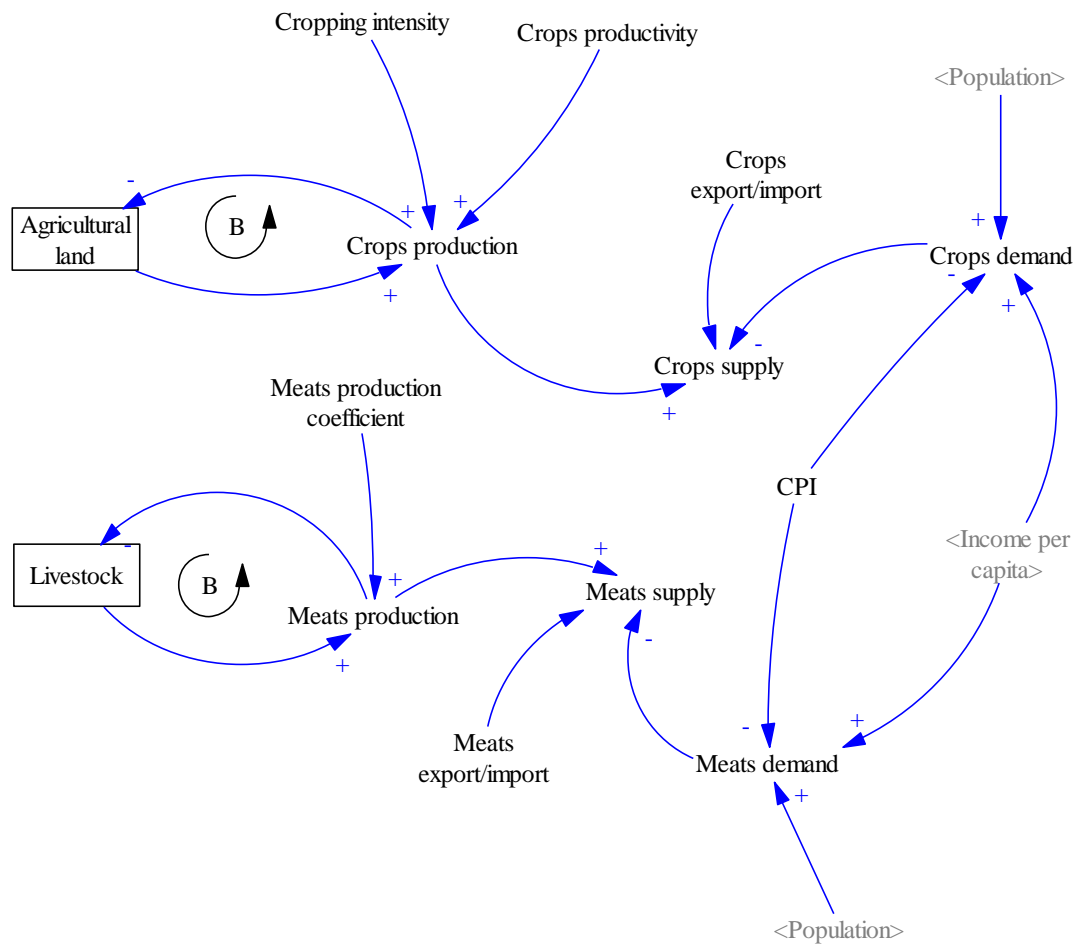 Cropping intensity
Crops productivity
<Population>
Crops
export/import
-
Agricultural
land
B
+
+
Crops production
+
+
Crops demand
-
+
-
Crops supply
+
Meats production
coefficient
CPI
<Income per
capita>
-
Livestock
B
+
Meats production
+
+
Meats supply
-
Meats
export/import
-
+
Meats demand
+
<Population>